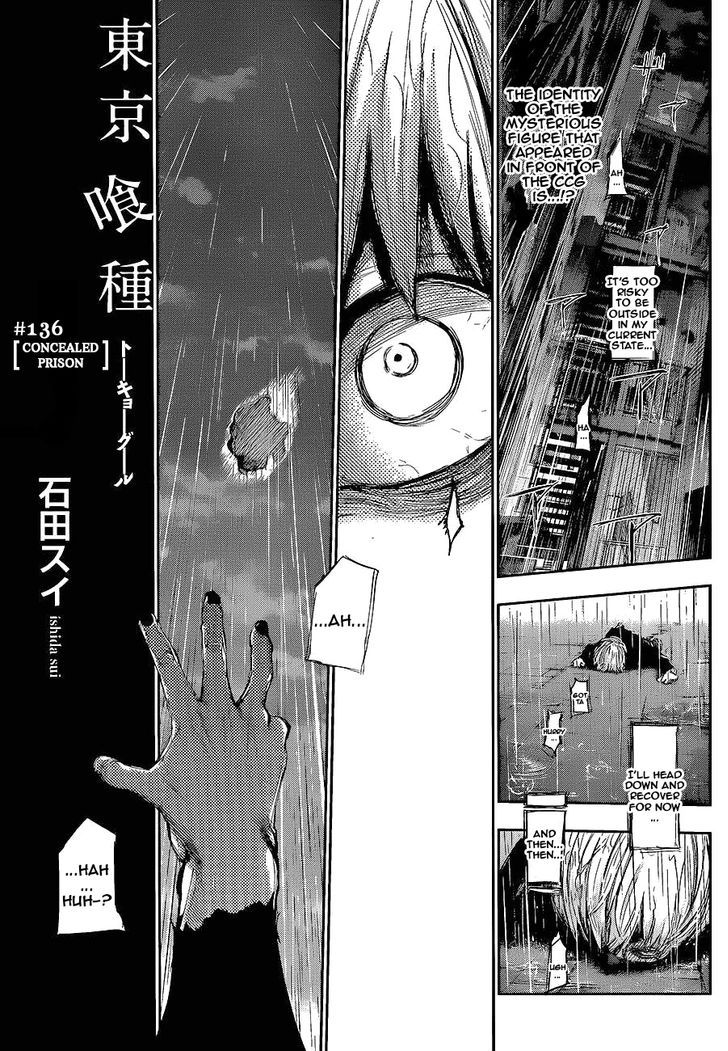 THE IDENTITY
OF THE
MYSTERIOUS
FIGURE THAT
APPEARED
IN FRONT OF
THE CCG
IS...!?
AH
...
IT'S TOO
RISKY
TO BE
OUTSIDE
IN MY
CURRENT
STATE...
HA
...
GOT
TA
HURRY
...
I'LL HEAD
DOWN AND
RECOVER
FOR NOW
...
AND
THEN...
THEN...
UGH
...
...AH...
東京喰種
トーキョーグール
#136
[CONCEALED
PRISON]
石田スイ
ishida sui
...HAH
...
HUH-?